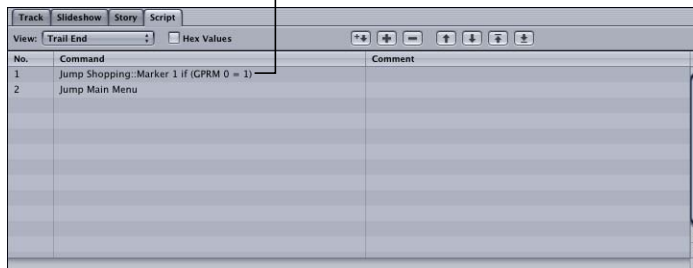 Track Slideshow Story Script
View: Trail End Hex Values
No. Command Comment
1 Jump Shopping::Marker 1 if (GPRM 0 = 1)
2 Jump Main Menu